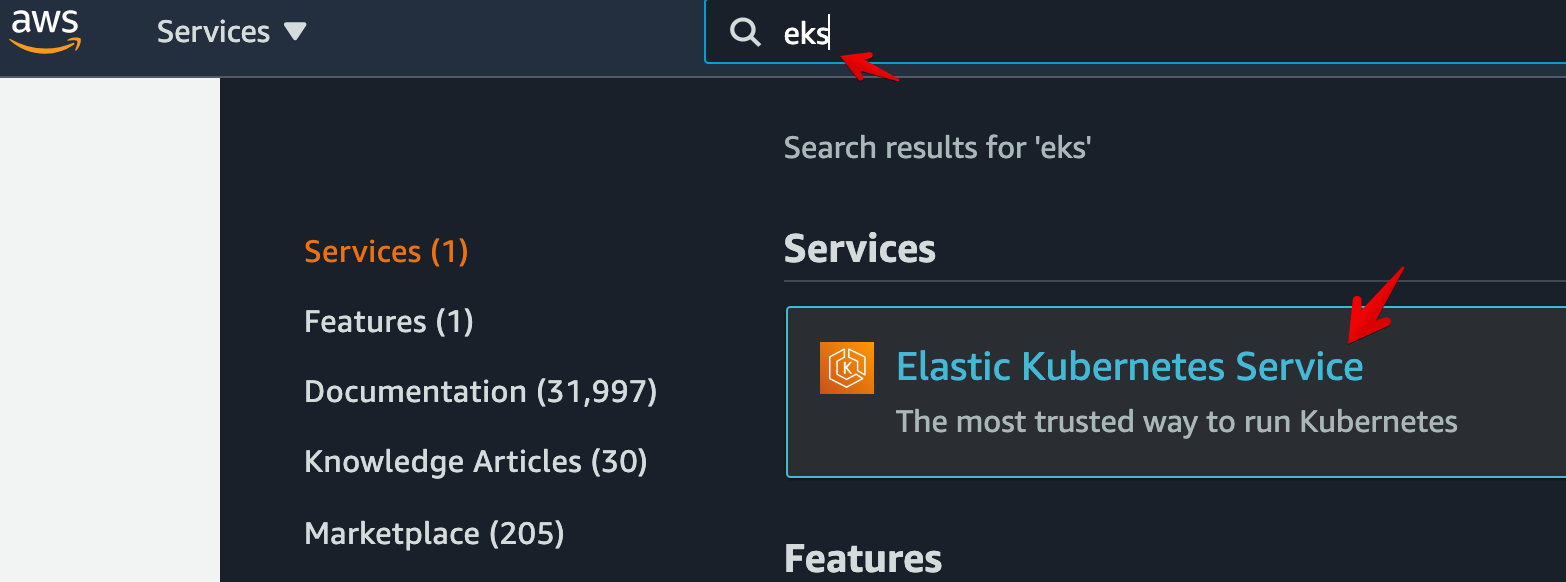 aws
Services ▼
eks
Search results for 'eks'
Services (1)
Features (1)
Documentation (31,997)
Knowledge Articles (30)
Marketplace (205)
Services
K
Elastic Kubernetes Service
The most trusted way to run Kubernetes
Features